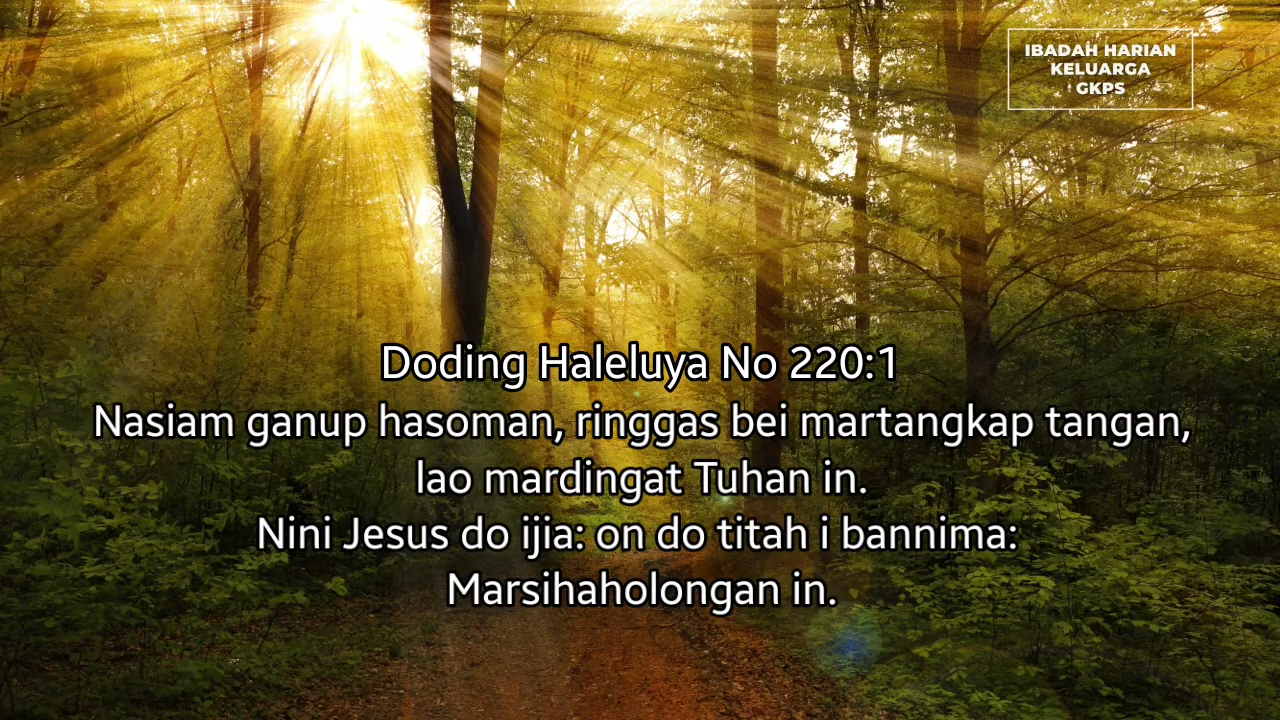 IBADAH HARIAN
KELUARGA
GKPS
Doding Haleluya No 220:1
Nasiam ganup hasoman, ringgas bei martangkap tangan,
lao mardingat Tuhan in.
Nini Jesus do ijia: on do titah i bannima:
Marsihaholongan in.